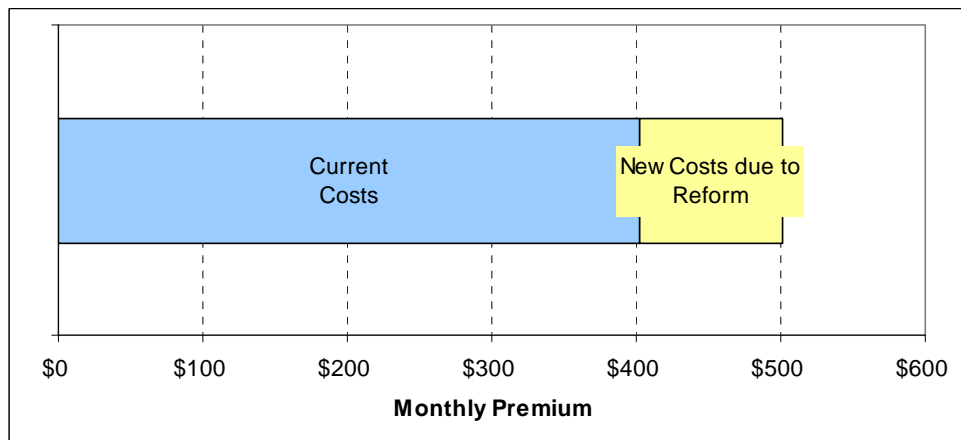 Current
Costs
New Costs due to
Reform
$0 $100 $200 $300 $400 $500 $600
Monthly Premium